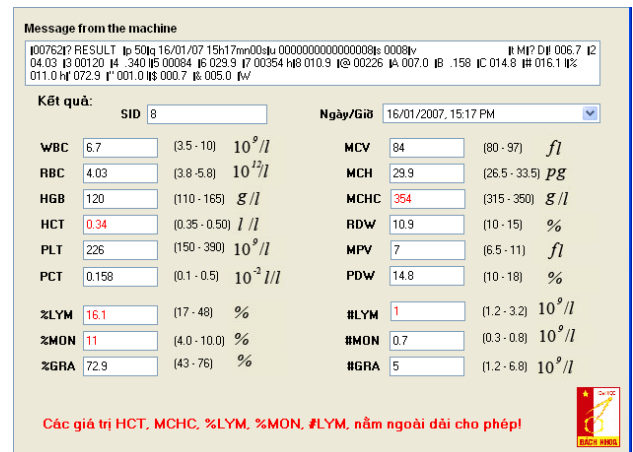 Message from the machine
‖00762‖? RESULT ‖p 50‖q 16/01/07 15h17mn00s‖u 0000000000000008‖s 0008‖v ‖t M‖? D‖! 006.7 ‖2
04.03 ‖3 00120 ‖4 .340 ‖5 00084 ‖6 029.9 ‖7 00354 h‖8 010.9 ‖@ 00226 ‖A 007.0 ‖B .158 ‖C 014.8 ‖# 016.1 l‖%
011.0 h‖' 072.9 ‖" 001.0 l‖$ 000.7 ‖& 005.0 ‖W
Kết quả:
SID 8 Ngày/Giờ 16/01/2007, 15:17 PM
WBC 6.7 (3.5 - 10) 10⁹/l MCV 84 (80 - 97) fl
RBC 4.03 (3.8 -5.8) 10¹²/l MCH 29.9 (26.5 - 33.5) pg
HGB 120 (110 - 165) g/l MCHC 354 (315 - 350) g/l
HCT 0.34 (0.35 - 0.50) l /l RDW 10.9 (10 - 15) %
PLT 226 (150 - 390) 10⁹/l MPV 7 (6.5 - 11) fl
PCT 0.158 (0.1 - 0.5) 10⁻² l/l PDW 14.8 (10 - 18) %
%LYM 16.1 (17 - 48) % #LYM 1 (1.2 - 3.2) 10⁹/l
%MON 11 (4.0 - 10.0) % #MON 0.7 (0.3 - 0.8) 10⁹/l
%GRA 72.9 (43 - 76) % #GRA 5 (1.2 - 6.8) 10⁹/l
Các giá trị HCT, MCHC, %LYM, %MON, #LYM, nằm ngoài dải cho phép!
BÁCH KHOA